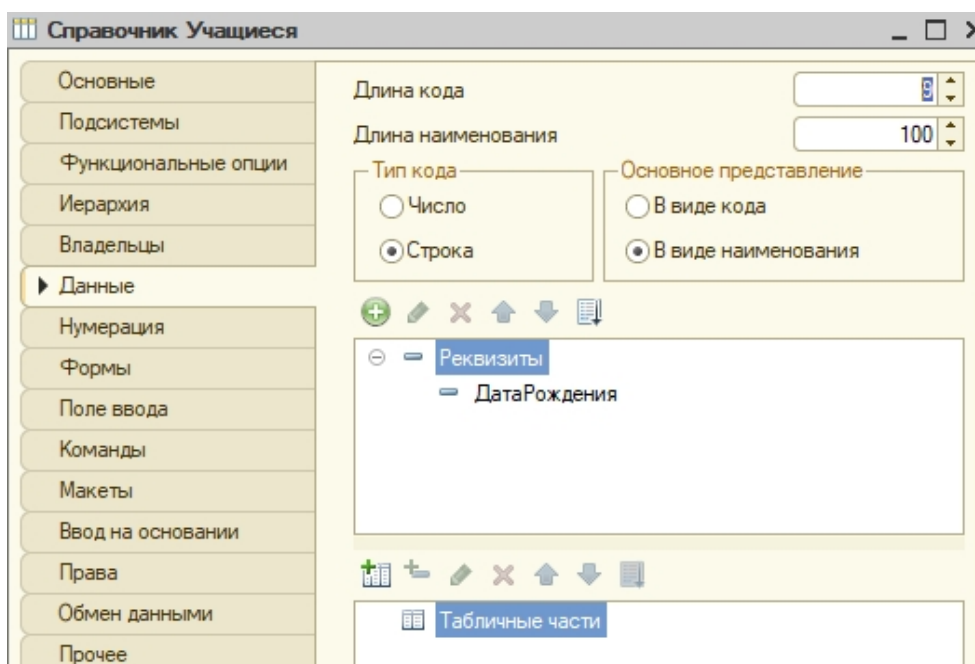 Справочник Учащиеся
Основные
Подсистемы
Функциональные опции
Иерархия
Владельцы
Данные
Нумерация
Формы
Поле ввода
Команды
Макеты
Ввод на основании
Права
Обмен данными
Прочее
Длина кода 9
Длина наименования 100
Тип кода
Число
Строка
Основное представление
В виде кода
В виде наименования
Реквизиты
ДатаРождения
Табличные части